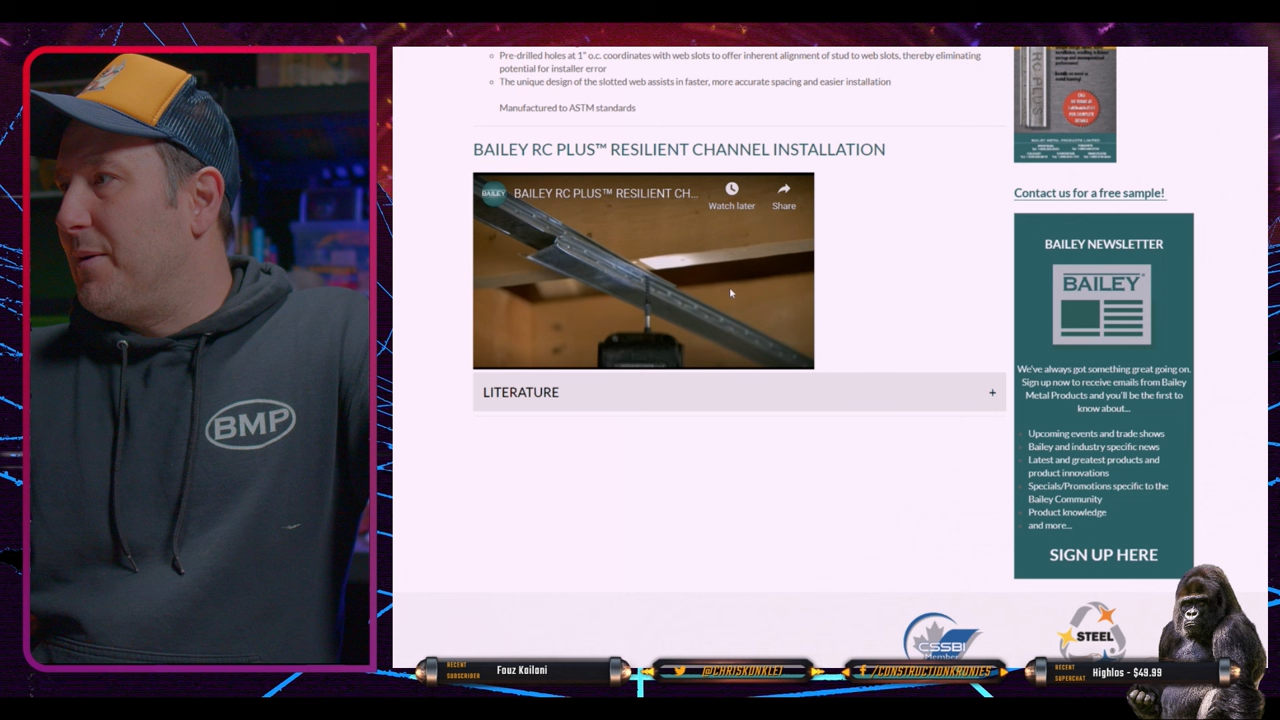 Pre-drilled holes at 1" o.c. coordinates with web slots to offer inherent alignment of stud to web slots, thereby eliminating
potential for installer error
The unique design of the slotted web assists in faster, more accurate spacing and easier installation
Manufactured to ASTM standards
BAILEY RC PLUS™ RESILIENT CHANNEL INSTALLATION
BAILEY
BAILEY RC PLUS™ RESILIENT CH...
Watch later
Share
LITERATURE
+
RC PLUS
Contact us for a free sample!
BAILEY NEWSLETTER
BAILEY
We've always got something great going on.
Sign up now to receive emails from Bailey
Metal Products and you'll be the first to
know about...
Upcoming events and trade shows
Bailey and industry specific news
Latest and greatest products and
product innovations
Specials/Promotions specific to the
Bailey Community
Product knowledge
and more...
SIGN UP HERE
CSSBI
Member
STEEL
BMP
RECENT
SUBSCRIBER
Fouz Kailani
@CHRISKONKLE1
/CONSTRUCTIONKRONIES
RECENT
SUPERCHAT
Highlos - $49.99